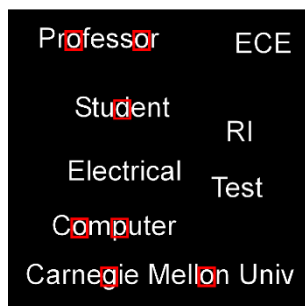 Professor
ECE
Student
RI
Electrical
Test
Computer
Carnegie Mellon Univ